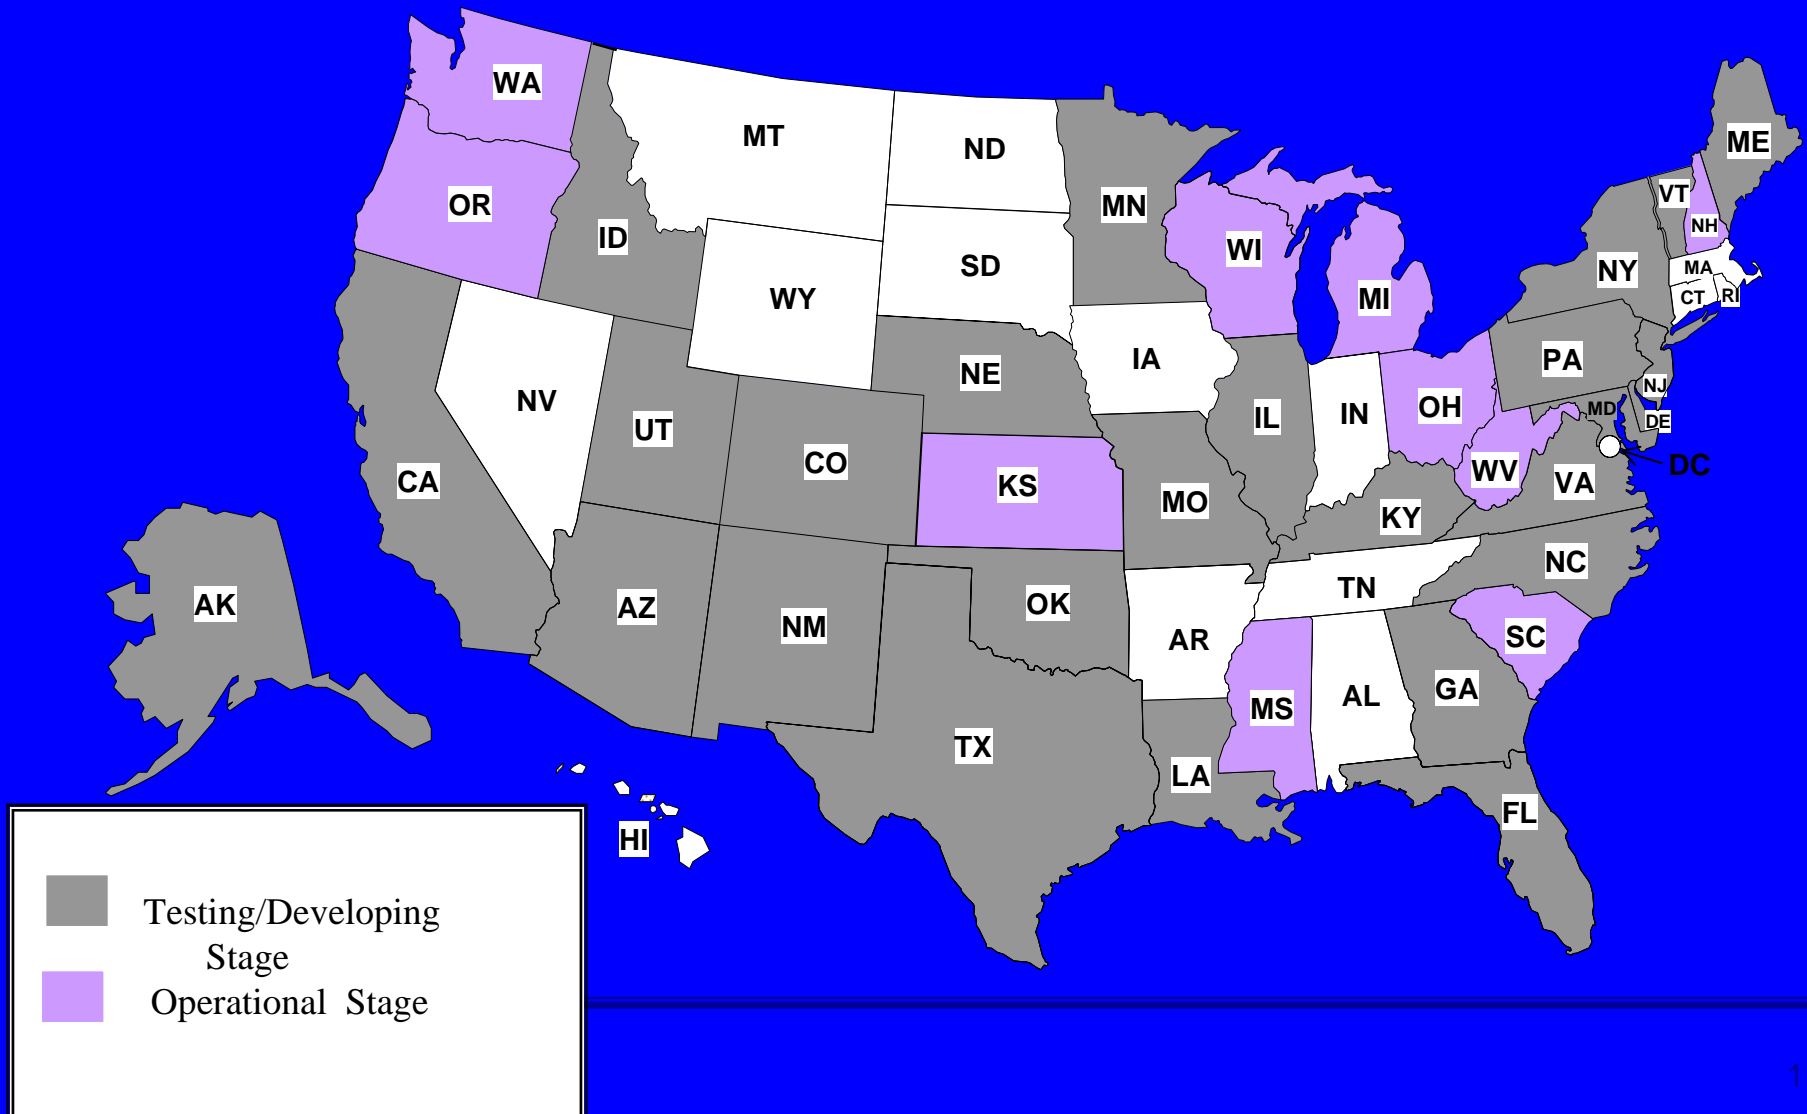 WA
MT
ND
ME
MN
VT
OR
NH
ID
WI
SD
NY
MA
WY
MI
CT
RI
IA
PA
NE
NJ
NV
OH
IN
MD
IL
DE
UT
CO
DC
WV
CA
KS
VA
MO
KY
NC
TN
AK
OK
AZ
NM
SC
AR
GA
AL
MS
TX
LA
FL
HI
Testing/Developing
Stage
Operational Stage
1